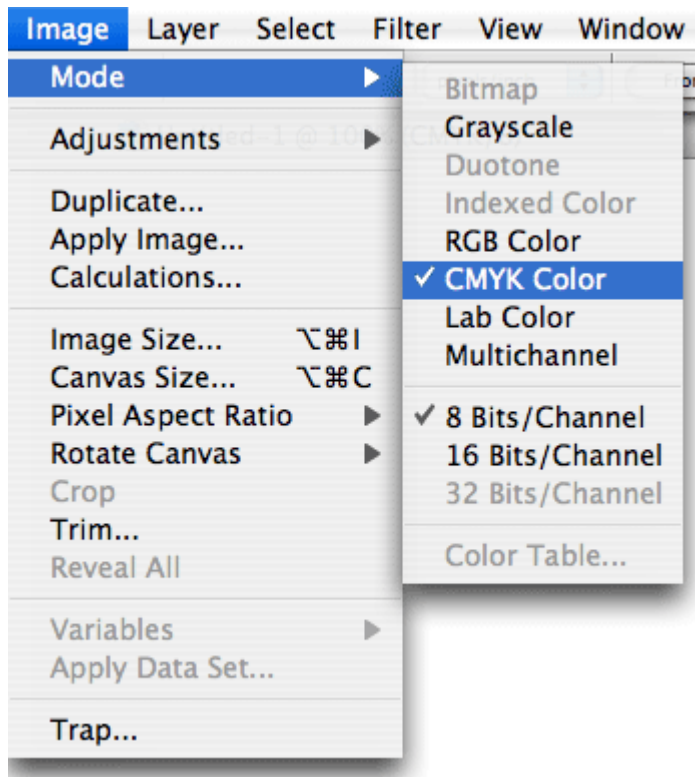 Image Layer Select Filter View Window
Mode
Adjustments
Duplicate...
Apply Image...
Calculations...
Image Size... ⌥⌘I
Canvas Size... ⌥⌘C
Pixel Aspect Ratio
Rotate Canvas
Crop
Trim...
Reveal All
Variables
Apply Data Set...
Trap...
Bitmap
Grayscale
Duotone
Indexed Color
RGB Color
✓ CMYK Color
Lab Color
Multichannel
✓ 8 Bits/Channel
16 Bits/Channel
32 Bits/Channel
Color Table...